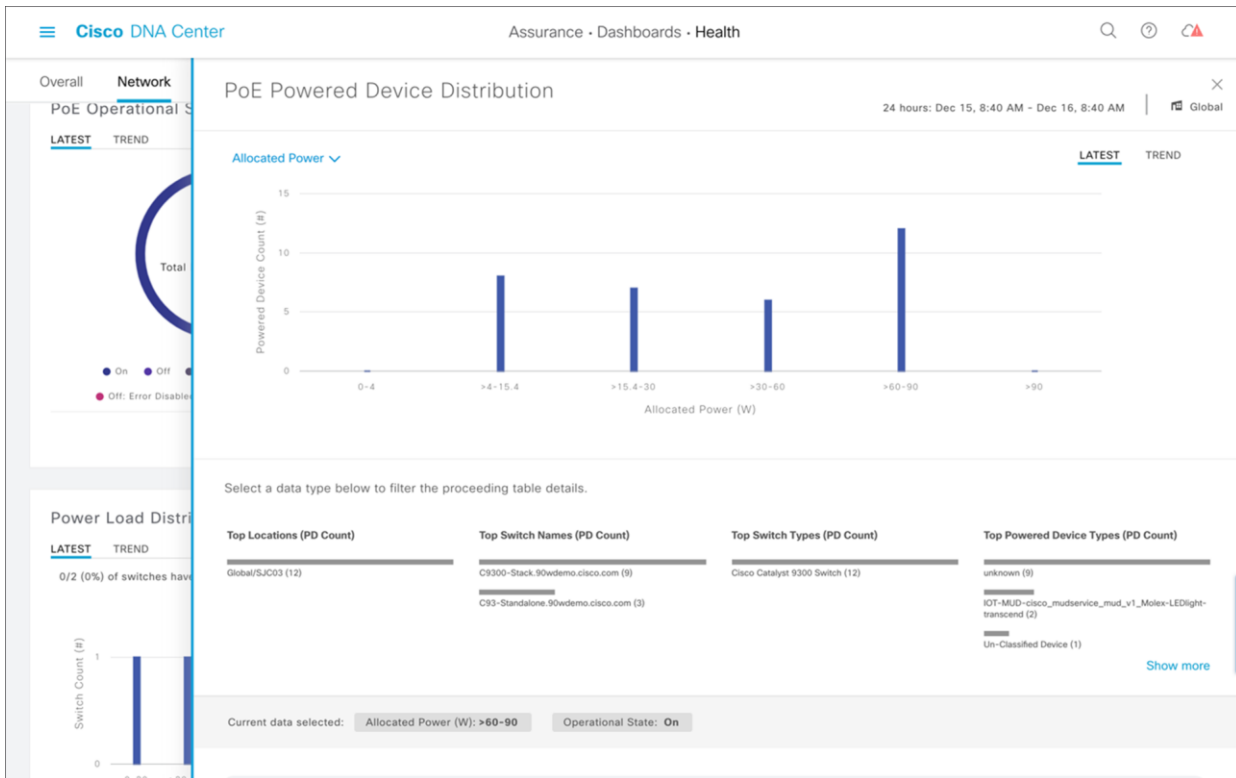 Cisco DNA Center
Assurance · Dashboards · Health
Overall Network
PoE Operational S
LATEST TREND
Total
On Off
Off: Error Disable
Power Load Distri
LATEST TREND
0/2 (0%) of switches have
Switch Count (#)
1
0
PoE Powered Device Distribution
24 hours: Dec 15, 8:40 AM - Dec 16, 8:40 AM
Global
Allocated Power
LATEST TREND
Powered Device Count (#)
15
10
5
0
0-4 >4-15.4 >15.4-30 >30-60 >60-90 >90
Allocated Power (W)
Select a data type below to filter the proceeding table details.
Top Locations (PD Count)
Global/SJC03 (12)
Top Switch Names (PD Count)
C9300-Stack.90wdemo.cisco.com (9)
C93-Standalone.90wdemo.cisco.com (3)
Top Switch Types (PD Count)
Cisco Catalyst 9300 Switch (12)
Top Powered Device Types (PD Count)
unknown (9)
IOT-MUD-cisco_mudservice_mud_v1_Molex-LEDlight-
transcend (2)
Un-Classified Device (1)
Show more
Current data selected: Allocated Power (W): >60-90 Operational State: On